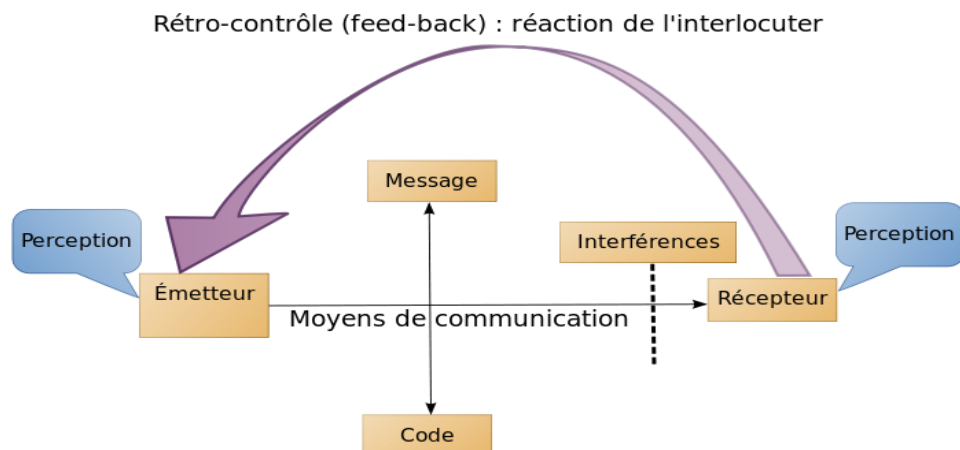 Rétro-contrôle (feed-back) : réaction de l'interlocuter
Message
Perception
Interférences
Perception
Émetteur
Récepteur
Moyens de communication
Code